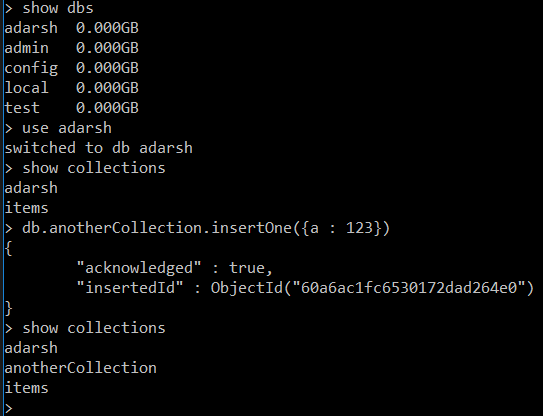 > show dbs
adarsh  0.000GB
admin   0.000GB
config  0.000GB
local   0.000GB
test    0.000GB
> use adarsh
switched to db adarsh
> show collections
adarsh
items
> db.anotherCollection.insertOne({a : 123})
{
        "acknowledged" : true,
        "insertedId" : ObjectId("60a6ac1fc6530172dad264e0")
}
> show collections
adarsh
anotherCollection
items
>